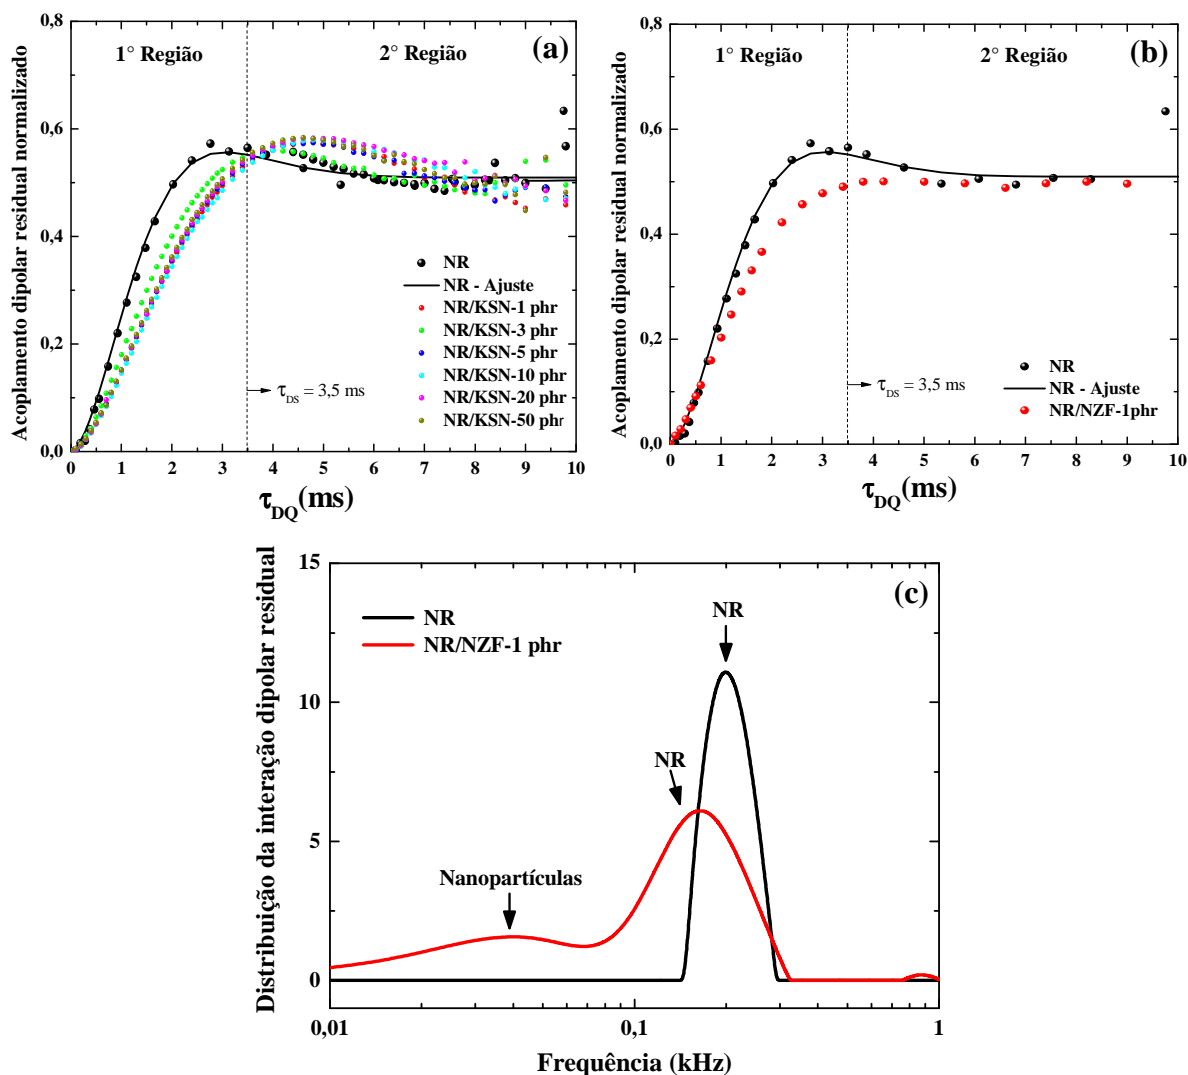 (a)
1° Região
2° Região
Acoplamento dipolar residual normalizado
0,8
0,6
0,4
0,2
0,0
NR
NR - Ajuste
NR/KSN-1 phr
NR/KSN-3 phr
NR/KSN-5 phr
NR/KSN-10 phr
NR/KSN-20 phr
NR/KSN-50 phr
τDS = 3,5 ms
0 1 2 3 4 5 6 7 8 9 10
τDQ(ms)
(b)
1° Região
2° Região
Acoplamento dipolar residual normalizado
0,8
0,6
0,4
0,2
0,0
τDS = 3,5 ms
NR
NR - Ajuste
NR/NZF-1phr
0 1 2 3 4 5 6 7 8 9 10
τDQ(ms)
(c)
Distribuição da interação dipolar residual
15
10
5
0
NR
NR/NZF-1 phr
NR
NR
Nanopartículas
0,01 0,1 1
Frequência (kHz)